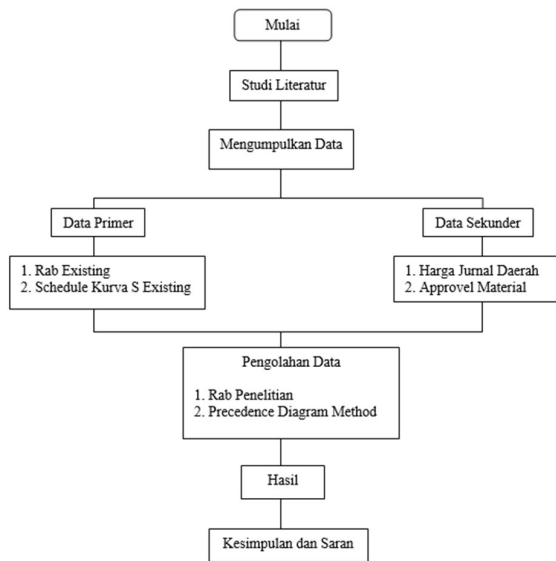 Mulai
Studi Literatur
Mengumpulkan Data
Data Primer
Data Sekunder
1. Rab Existing
2. Schedule Kurva S Existing
1. Harga Jurnal Daerah
2. Approvel Material
Pengolahan Data
1. Rab Penelitian
2. Precedence Diagram Method
Hasil
Kesimpulan dan Saran